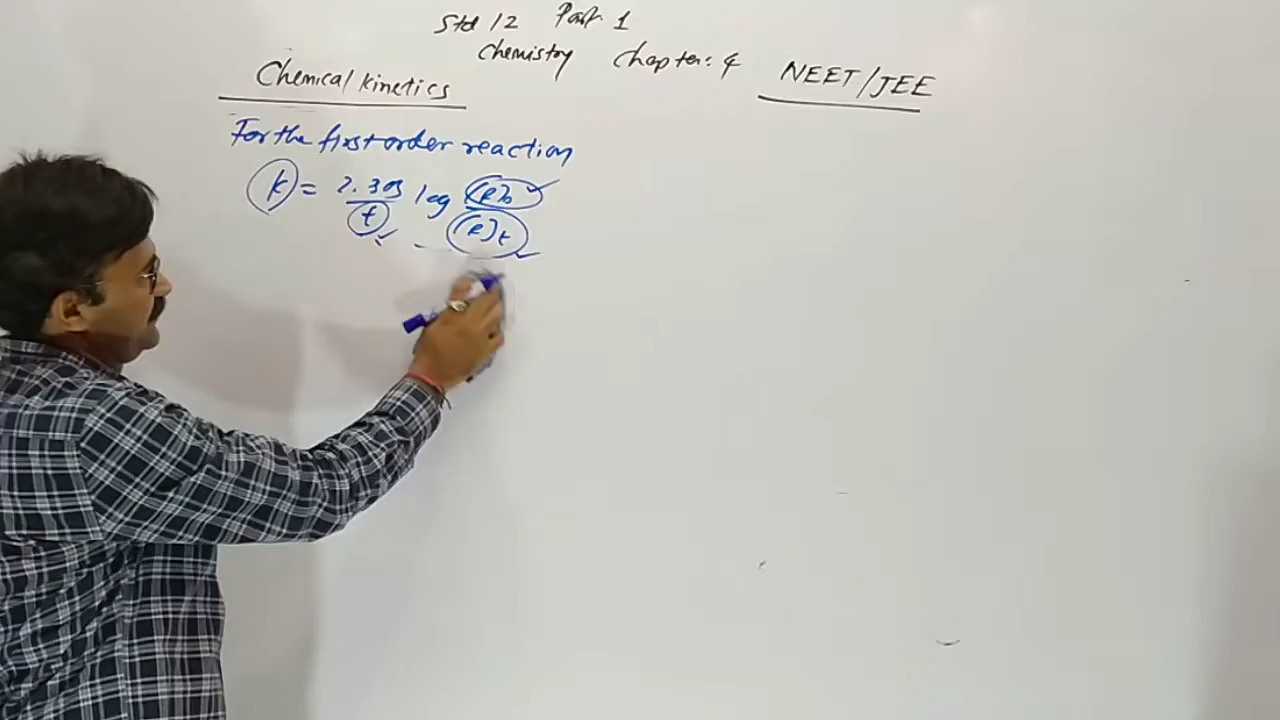 Std 12 Part 1
Chemistry Chapter: 4
NEET/JEE
Chemical kinetics
For the first order reaction
k = 2.303/t log [R]0/[R]t